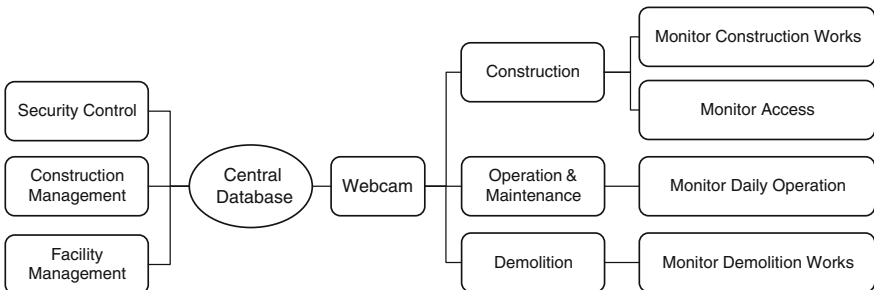 Security Control
Construction
Management
Facility
Management
Central
Database
Webcam
Construction
Operation &
Maintenance
Demolition
Monitor Construction Works
Monitor Access
Monitor Daily Operation
Monitor Demolition Works